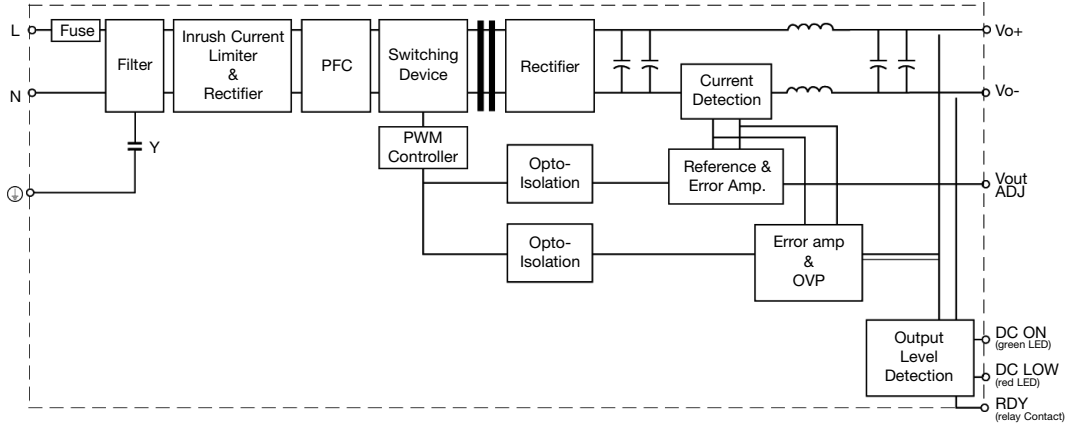 L
Fuse
Filter
Inrush Current
Limiter
&
Rectifier
PFC
Switching
Device
Rectifier
Current
Detection
Vo+
N
Vo-
Y
PWM
Controller
Opto-
Isolation
Reference &
Error Amp.
Vout
ADJ
Opto-
Isolation
Error amp
&
OVP
Output
Level
Detection
DC ON
(green LED)
DC LOW
(red LED)
RDY
(relay Contact)